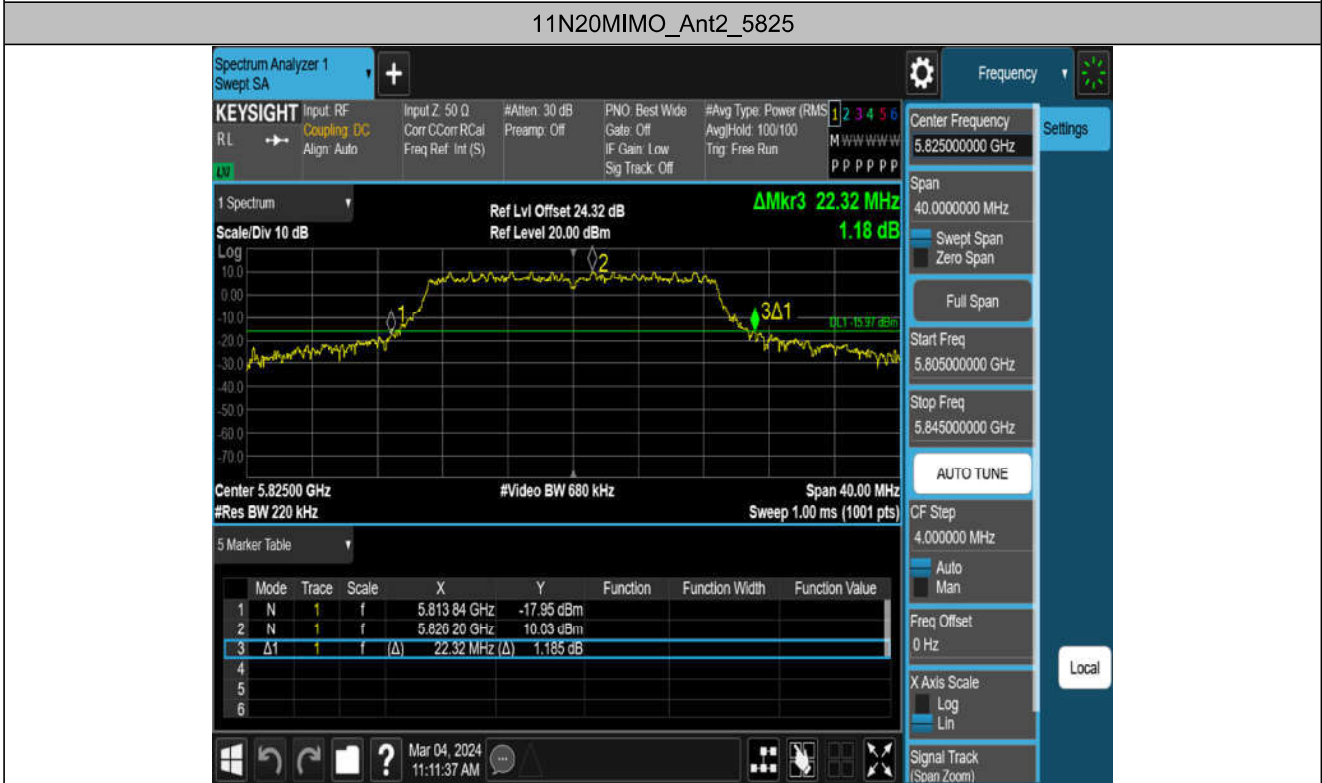 11N20MIMO_Ant2_5825
Spectrum Analyzer 1
Swept SA
+
Frequency
KEYSIGHT
RL
LXI
Input: RF
Coupling: DC
Align: Auto
Input Z: 50 Ω
Corr CCorr RCal
Freq Ref: Int (S)
#Atten: 30 dB
Preamp: Off
PNO: Best Wide
Gate: Off
IF Gain: Low
Sig Track: Off
#Avg Type: Power (RMS
Avg|Hold: 100/100
Trig: Free Run
1 2 3 4 5 6
M W W W W W
P P P P P P
1 Spectrum
Scale/Div 10 dB
Ref Lvl Offset 24.32 dB
Ref Level 20.00 dBm
ΔMkr3 22.32 MHz
1.18 dB
Log
10.0
0.00
-10.0
-20.0
-30.0
-40.0
-50.0
-60.0
-70.0
1
2
3Δ1
DL1 -15.97 dBm
Center 5.82500 GHz
#Res BW 220 kHz
#Video BW 680 kHz
Span 40.00 MHz
Sweep 1.00 ms (1001 pts)
5 Marker Table
Mode Trace Scale X Y Function Function Width Function Value
1 N 1 f 5.813 84 GHz -17.95 dBm
2 N 1 f 5.826 20 GHz 10.03 dBm
3 Δ1 1 f (Δ) 22.32 MHz (Δ) 1.185 dB
4
5
6
?
Mar 04, 2024
11:11:37 AM
Center Frequency
5.825000000 GHz
Settings
Span
40.0000000 MHz
Swept Span
Zero Span
Full Span
Start Freq
5.805000000 GHz
Stop Freq
5.845000000 GHz
AUTO TUNE
CF Step
4.000000 MHz
Auto
Man
Freq Offset
0 Hz
Local
X Axis Scale
Log
Lin
Signal Track
(Span Zoom)